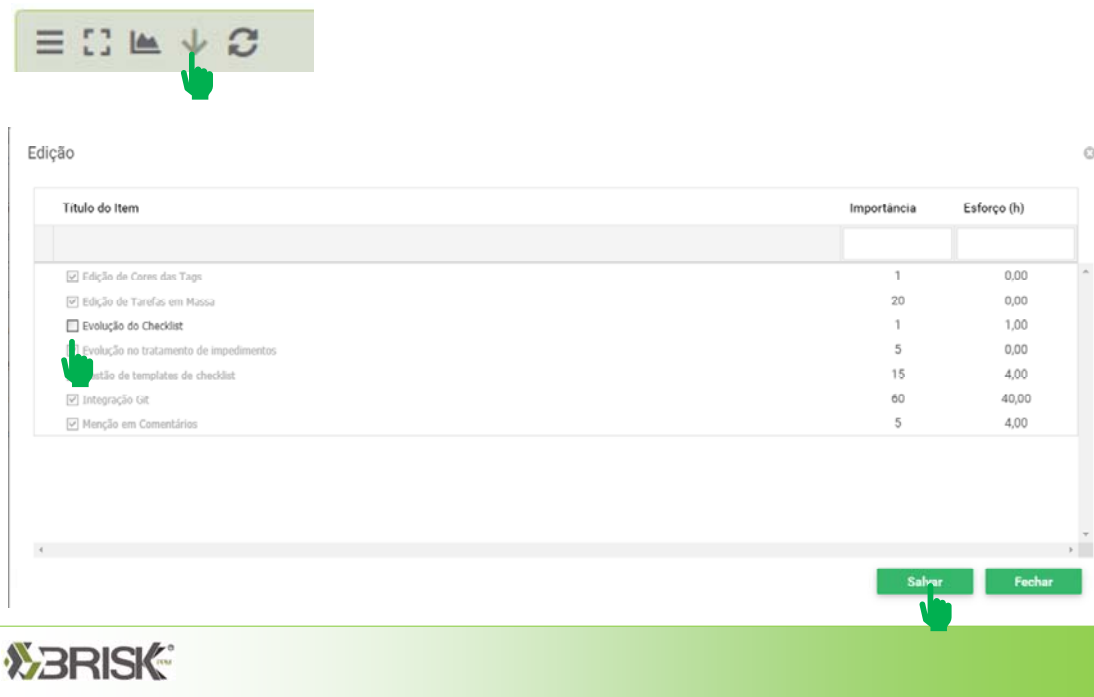 Edição
Título do Item Importância Esforço (h)
Edição de Cores das Tags 1 0,00
Edição de Tarefas em Massa 20 0,00
Evolução do Checklist 1 1,00
Evolução no tratamento de impedimentos 5 0,00
de templates de checklist 15 4,00
Integração Git 60 40,00
Menção em Comentários 5 4,00
Salvar Fechar
BRISK